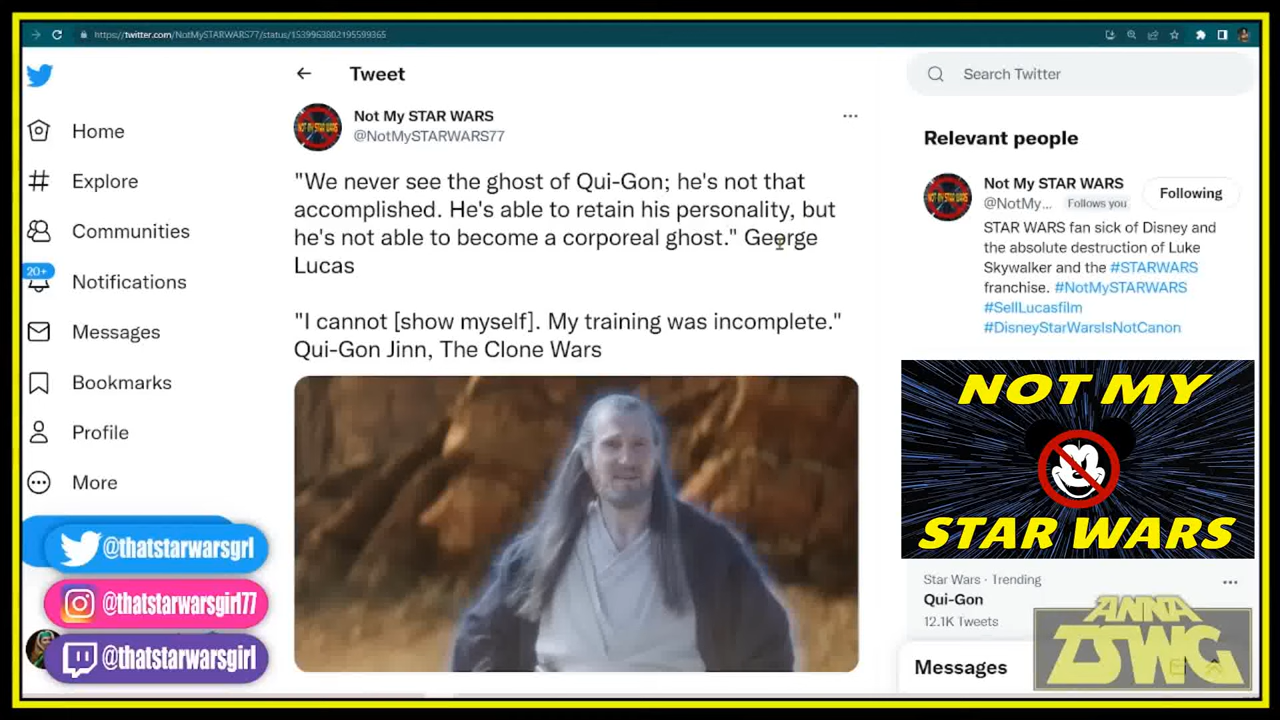 https://twitter.com/NotMySTARWARS77/status/1539963802195599365
Tweet
Search Twitter
Home
Explore
Communities
20+
Notifications
Messages
Bookmarks
Profile
More
@thatstarwarsgrl
@thatstarwarsgirl77
@thatstarwarsgirl
Not My STAR WARS
@NotMySTARWARS77
"We never see the ghost of Qui-Gon; he's not that
accomplished. He's able to retain his personality, but
he's not able to become a corporeal ghost." George
Lucas
"I cannot [show myself]. My training was incomplete."
Qui-Gon Jinn, The Clone Wars
Relevant people
Not My STAR WARS
@NotMy... Follows you
Following
STAR WARS fan sick of Disney and
the absolute destruction of Luke
Skywalker and the #STARWARS
franchise. #NotMySTARWARS
#SellLucasfilm
#DisneyStarWarsIsNotCanon
NOT MY
STAR WARS
Star Wars · Trending
Qui-Gon
12.1K Tweets
Messages
ANNA
TSWG